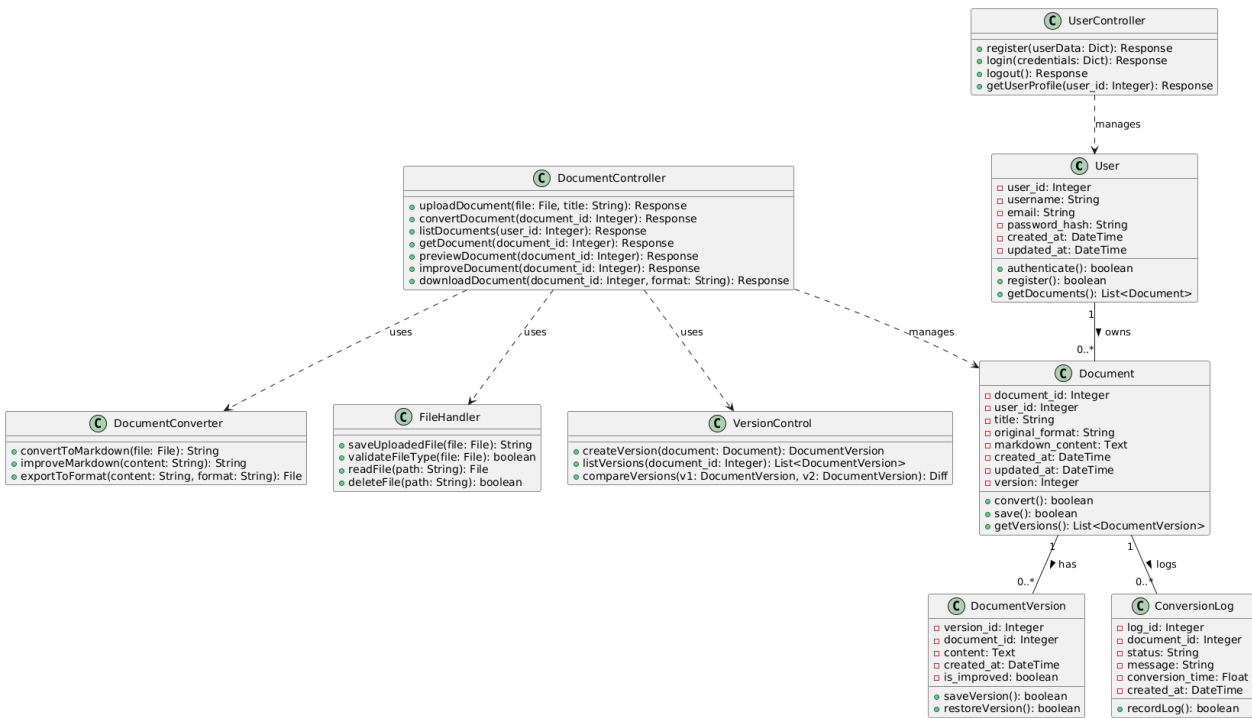 C UserController
register(userData: Dict): Response
login(credentials: Dict): Response
logout(): Response
getUserProfile(user_id: Integer): Response
manages
C User
user_id: Integer
username: String
email: String
password_hash: String
created_at: DateTime
updated_at: DateTime
authenticate(): boolean
register(): boolean
getDocuments(): List<Document>
C DocumentController
uploadDocument(file: File, title: String): Response
convertDocument(document_id: Integer): Response
listDocuments(user_id: Integer): Response
getDocument(document_id: Integer): Response
previewDocument(document_id: Integer): Response
improveDocument(document_id: Integer): Response
downloadDocument(document_id: Integer, format: String): Response
uses
uses
uses
manages
1
owns
0..*
C DocumentConverter
convertToMarkdown(file: File): String
improveMarkdown(content: String): String
exportToFormat(content: String, format: String): File
C FileHandler
saveUploadedFile(file: File): String
validateFileType(file: File): boolean
readFile(path: String): File
deleteFile(path: String): boolean
C VersionControl
createVersion(document: Document): DocumentVersion
listVersions(document_id: Integer): List<DocumentVersion>
compareVersions(v1: DocumentVersion, v2: DocumentVersion): Diff
C Document
document_id: Integer
user_id: Integer
title: String
original_format: String
markdown_content: Text
created_at: DateTime
updated_at: DateTime
version: Integer
convert(): boolean
save(): boolean
getVersions(): List<DocumentVersion>
1
has
0..*
1
logs
0..*
C DocumentVersion
version_id: Integer
document_id: Integer
content: Text
created_at: DateTime
is_improved: boolean
saveVersion(): boolean
restoreVersion(): boolean
C ConversionLog
log_id: Integer
document_id: Integer
status: String
message: String
conversion_time: Float
created_at: DateTime
recordLog(): boolean